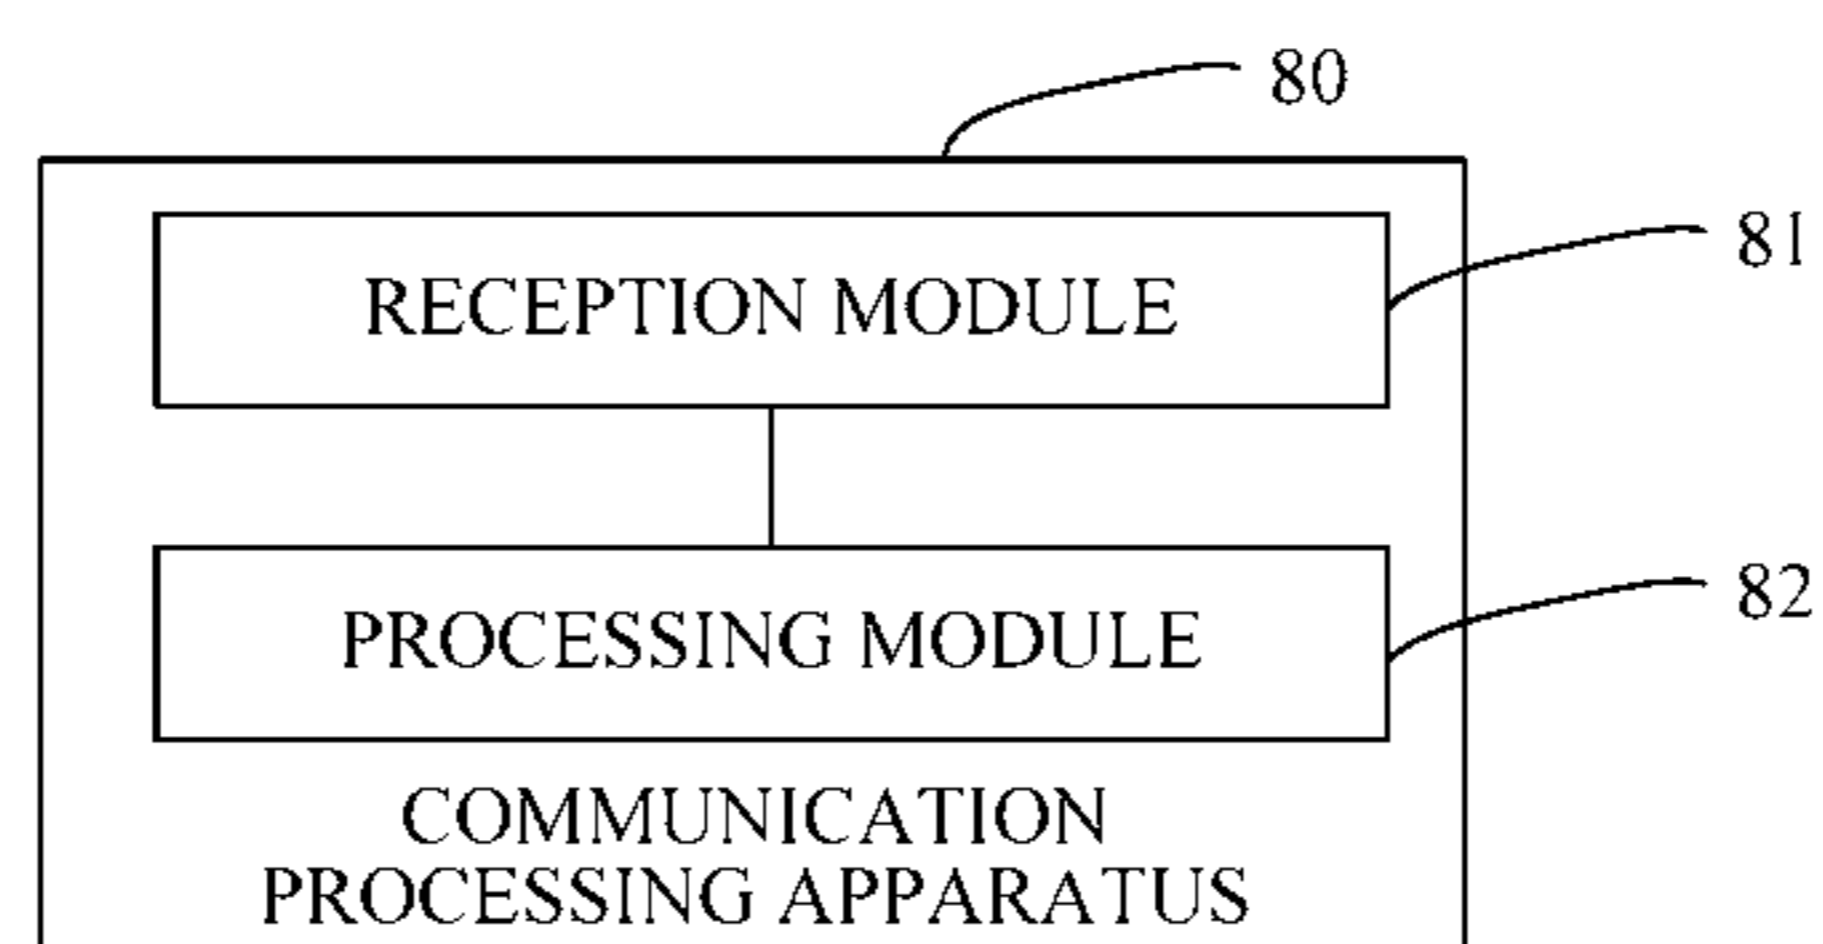 80
RECEPTION MODULE
81
PROCESSING MODULE
82
COMMUNICATION
PROCESSING APPARATUS